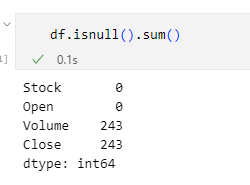 df.isnull().sum()
] 0.1s
Stock 0
Open 0
Volume 243
Close 243
dtype: int64